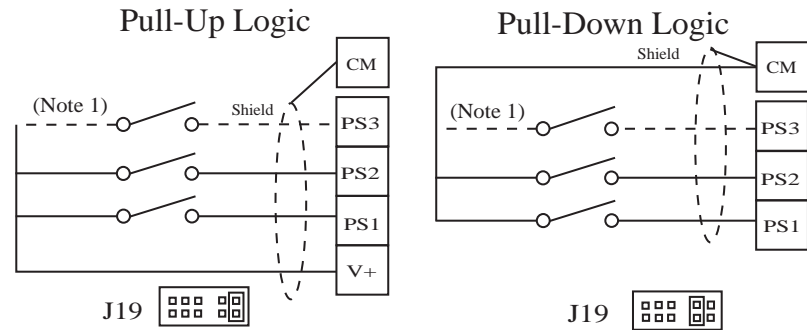 Pull-Up Logic
CM
(Note 1)
Shield
PS3
PS2
PS1
V+
J19
Pull-Down Logic
Shield
CM
(Note 1)
PS3
PS2
PS1
J19